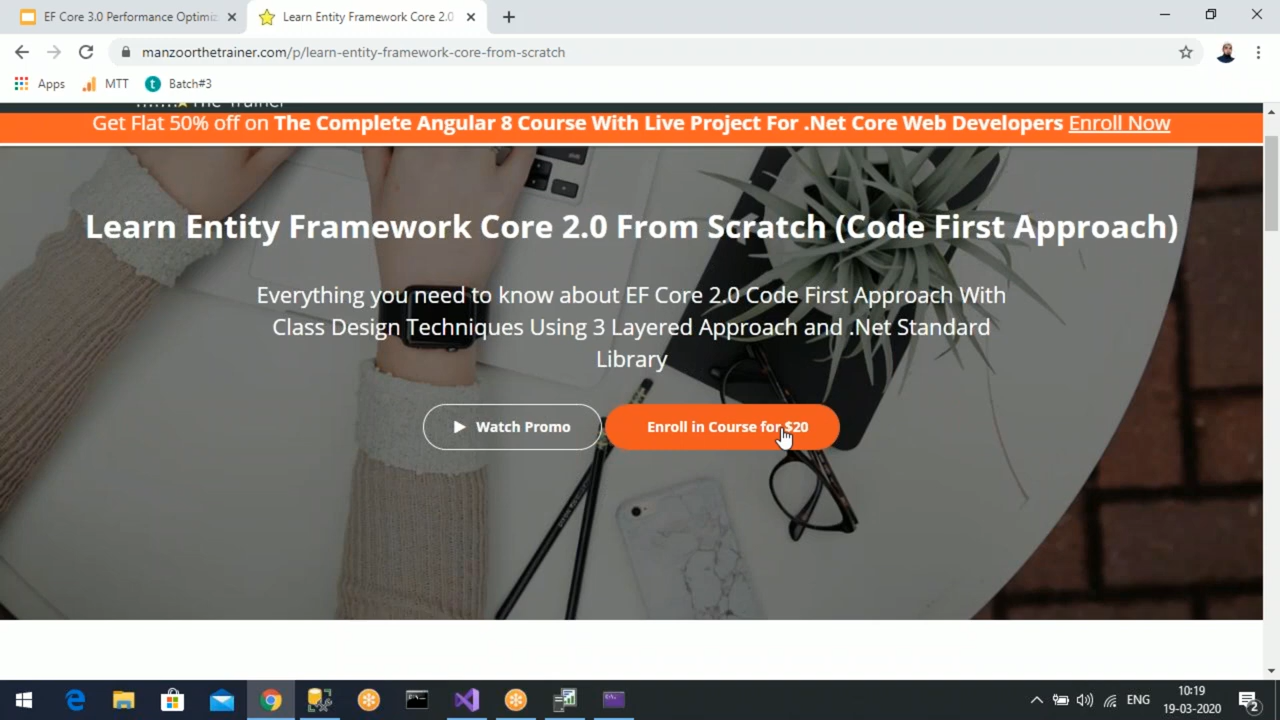 EF Core 3.0 Performance Optimiz
Learn Entity Framework Core 2.0
manzoorthetrainer.com/p/learn-entity-framework-core-from-scratch
Apps
MTT
Batch#3
The Trainer
Get Flat 50% off on The Complete Angular 8 Course With Live Project For .Net Core Web Developers Enroll Now
Learn Entity Framework Core 2.0 From Scratch (Code First Approach)
Everything you need to know about EF Core 2.0 Code First Approach With
Class Design Techniques Using 3 Layered Approach and .Net Standard
Library
Watch Promo
Enroll in Course for $20
ENG
10:19
19-03-2020
2